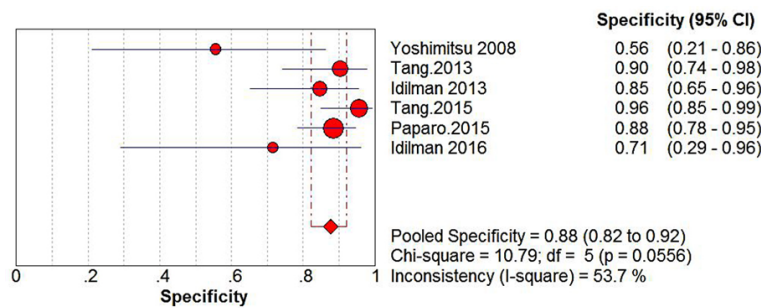 Specificity (95% CI)
Yoshimitsu 2008 0.56 (0.21 - 0.86)
Tang.2013 0.90 (0.74 - 0.98)
Idilman 2013 0.85 (0.65 - 0.96)
Tang.2015 0.96 (0.85 - 0.99)
Paparo.2015 0.88 (0.78 - 0.95)
Idilman 2016 0.71 (0.29 - 0.96)
Pooled Specificity = 0.88 (0.82 to 0.92)
Chi-square = 10.79; df = 5 (p = 0.0556)
Inconsistency (I-square) = 53.7 %
0 .2 .4 .6 .8 1
Specificity